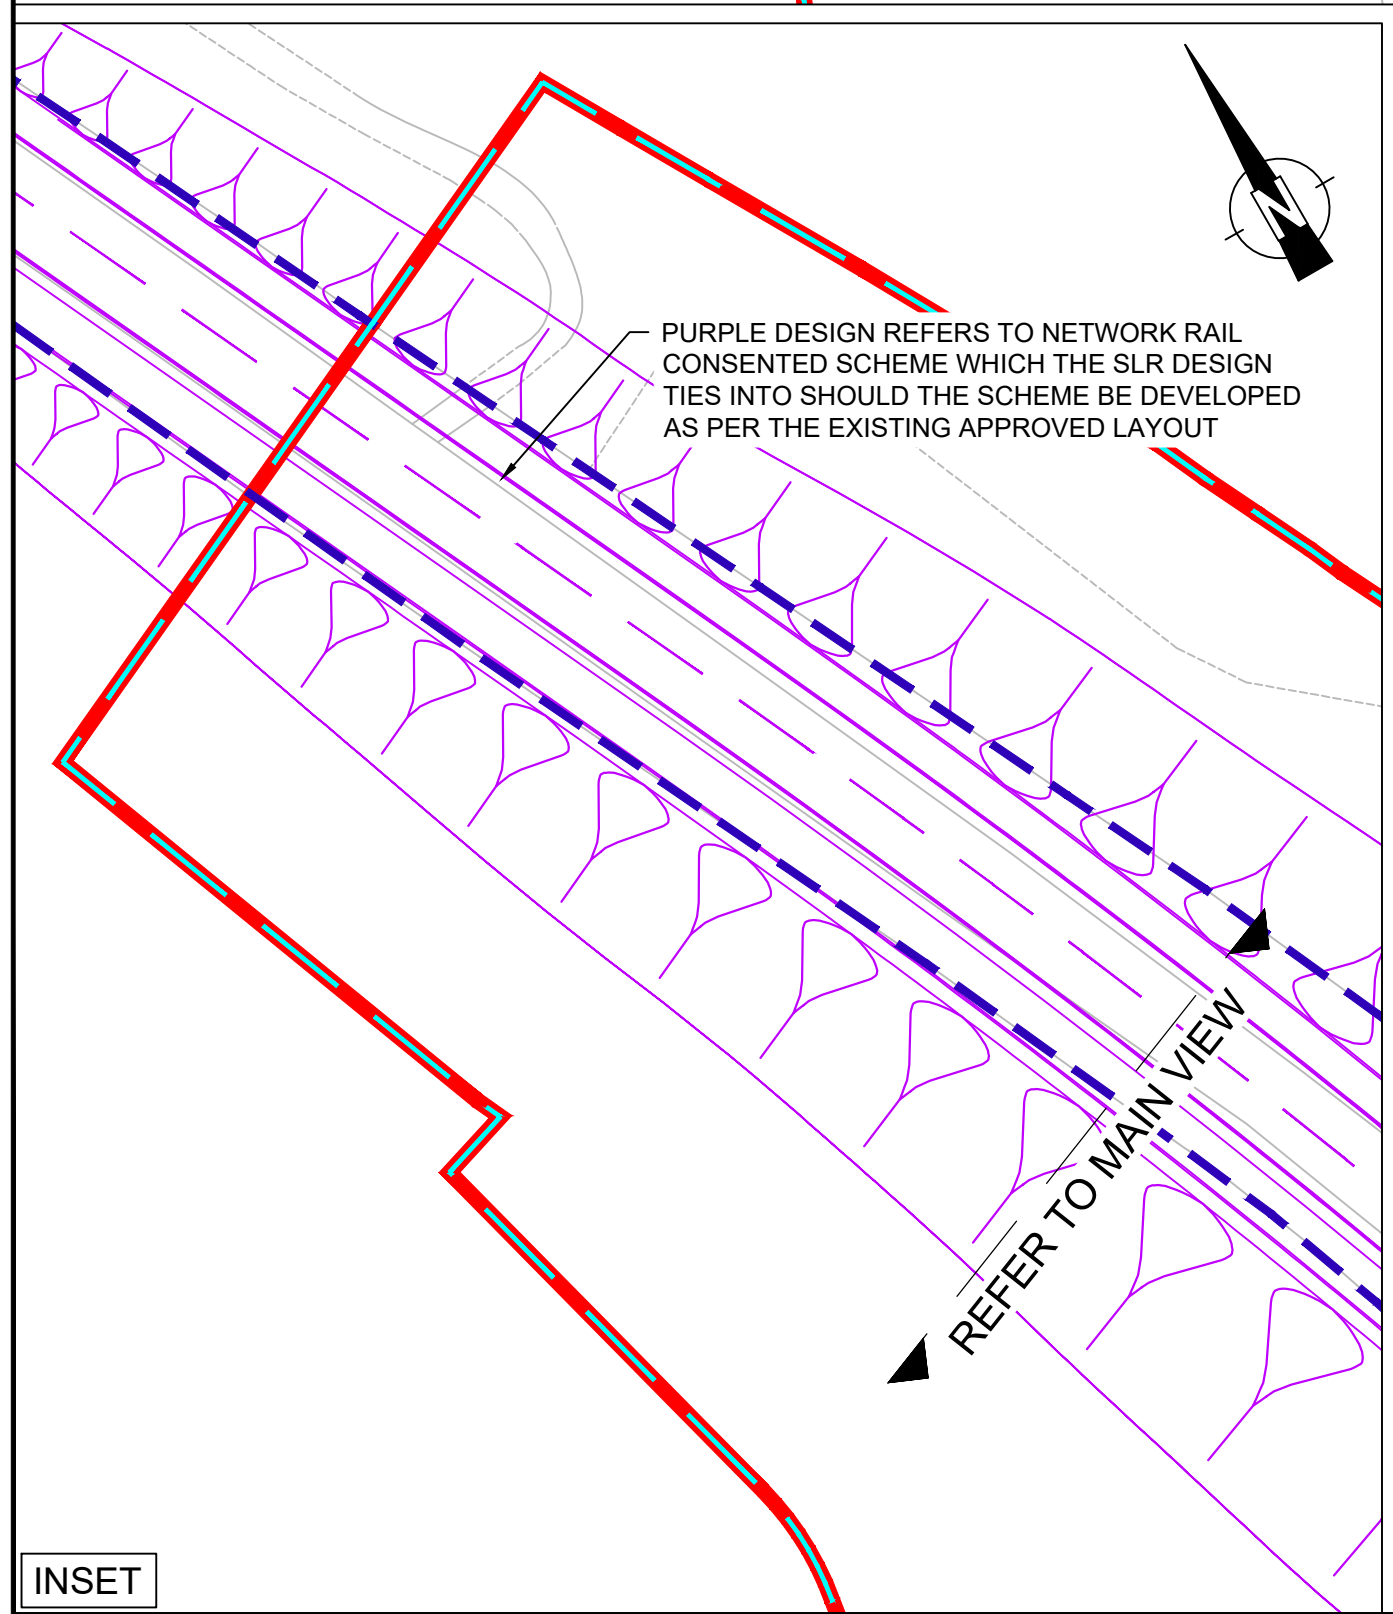 N
PURPLE DESIGN REFERS TO NETWORK RAIL
CONSENTED SCHEME WHICH THE SLR DESIGN
TIES INTO SHOULD THE SCHEME BE DEVELOPED
AS PER THE EXISTING APPROVED LAYOUT
REFER TO MAIN VIEW
INSET